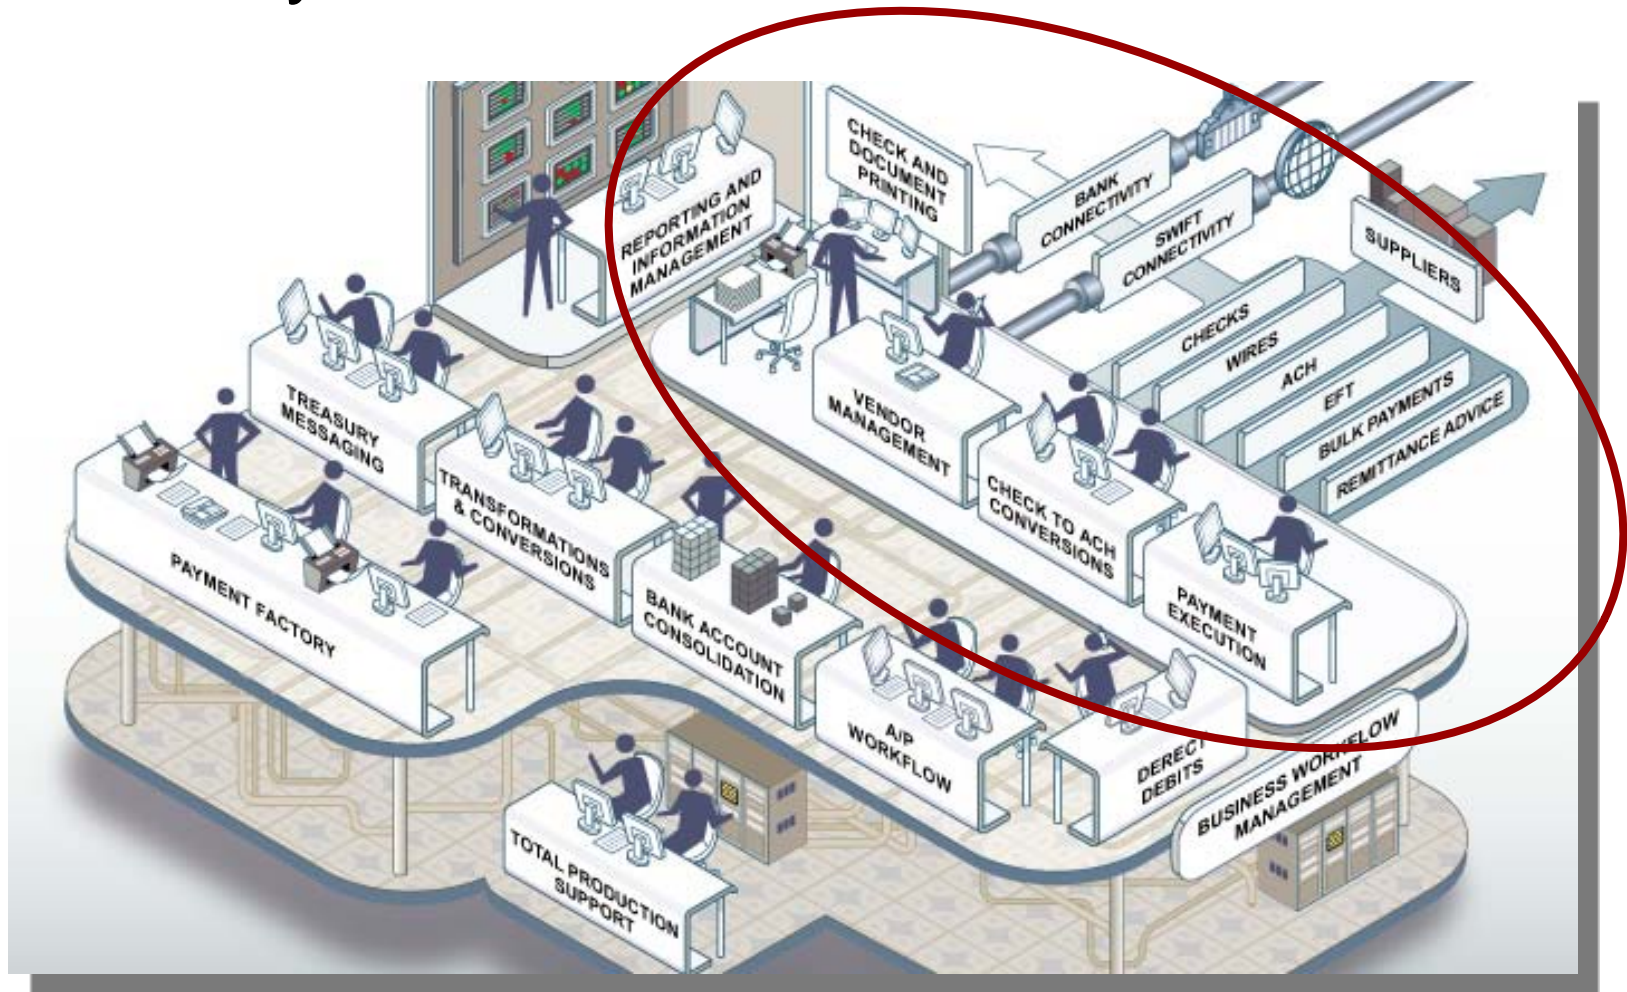 CHECK AND
DOCUMENT
PRINTING
REPORTING AND
INFORMATION
MANAGEMENT
BANK
CONNECTIVITY
SWIFT
CONNECTIVITY
SUPPLIERS
CHECKS
WIRES
ACH
EFT
BULK PAYMENTS
REMITTANCE ADVICE
TREASURY
MESSAGING
VENDOR
MANAGEMENT
TRANSFORMATIONS
& CONVERSIONS
CHECK TO ACH
CONVERSIONS
PAYMENT FACTORY
BANK ACCOUNT
CONSOLIDATION
PAYMENT
EXECUTION
A/P
WORKFLOW
DERECT
DEBITS
BUSINESS WORKFLOW
MANAGEMENT
TOTAL PRODUCTION
SUPPORT